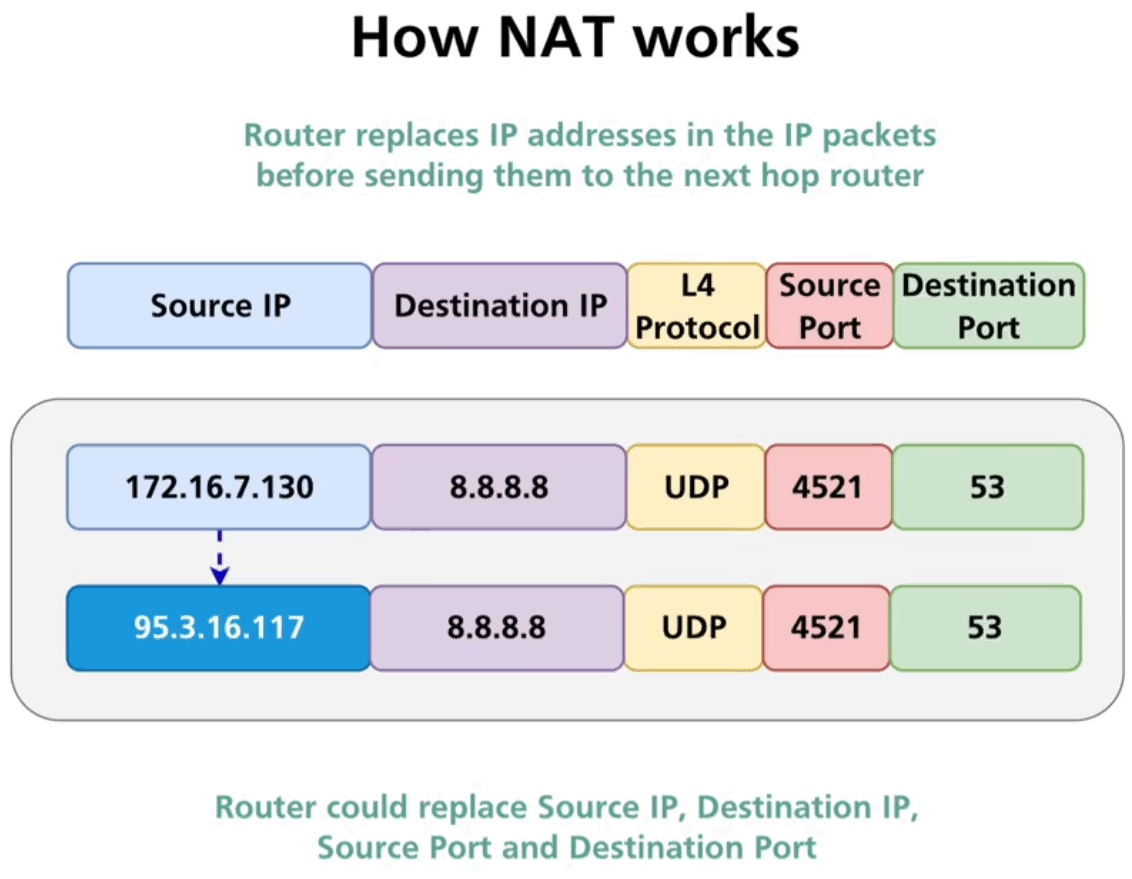 How NAT works
Router replaces IP addresses in the IP packets
before sending them to the next hop router
Source IP Destination IP L4 Protocol Source Port Destination Port
172.16.7.130 8.8.8.8 UDP 4521 53
95.3.16.117 8.8.8.8 UDP 4521 53
Router could replace Source IP, Destination IP,
Source Port and Destination Port